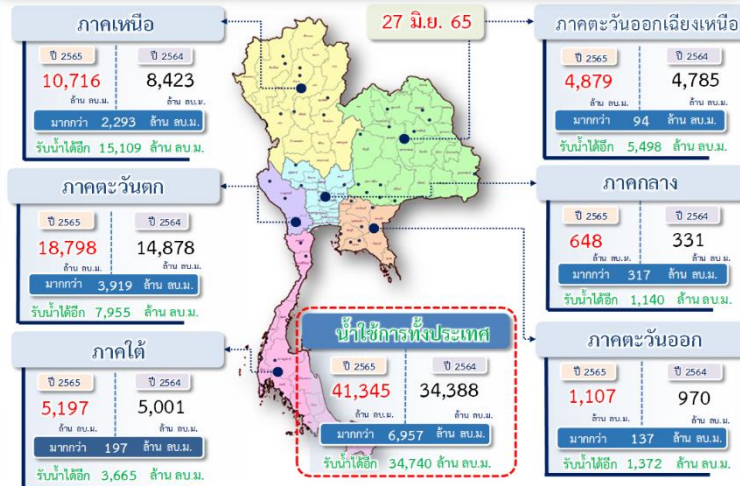 ภาคเหนือ
ปี 2565 ปี 2564
10,716 8,423
ล้าน ลบ.ม. ล้าน ลบ.ม.
มากกว่า 2,293 ล้าน ลบ.ม.
รับน้ำได้อีก 15,109 ล้าน ลบ.ม.
27 มิ.ย. 65
ภาคตะวันออกเฉียงเหนือ
ปี 2565 ปี 2564
4,879 4,785
ล้าน ลบ.ม. ล้าน ลบ.ม.
มากกว่า 94 ล้าน ลบ.ม.
รับน้ำได้อีก 5,498 ล้าน ลบ.ม.
ภาคตะวันตก
ปี 2565 ปี 2564
18,798 14,878
ล้าน ลบ.ม. ล้าน ลบ.ม.
มากกว่า 3,919 ล้าน ลบ.ม.
รับน้ำได้อีก 7,955 ล้าน ลบ.ม.
ภาคกลาง
ปี 2565 ปี 2564
648 331
ล้าน ลบ.ม. ล้าน ลบ.ม.
มากกว่า 317 ล้าน ลบ.ม.
รับน้ำได้อีก 1,140 ล้าน ลบ.ม.
ภาคใต้
ปี 2565 ปี 2564
5,197 5,001
ล้าน ลบ.ม. ล้าน ลบ.ม.
มากกว่า 197 ล้าน ลบ.ม.
รับน้ำได้อีก 3,665 ล้าน ลบ.ม.
น้ำใช้การทั้งประเทศ
ปี 2565 ปี 2564
41,345 34,388
ล้าน ลบ.ม. ล้าน ลบ.ม.
มากกว่า 6,957 ล้าน ลบ.ม.
รับน้ำได้อีก 34,740 ล้าน ลบ.ม.
ภาคตะวันออก
ปี 2565 ปี 2564
1,107 970
ล้าน ลบ.ม. ล้าน ลบ.ม.
มากกว่า 137 ล้าน ลบ.ม.
รับน้ำได้อีก 1,372 ล้าน ลบ.ม.